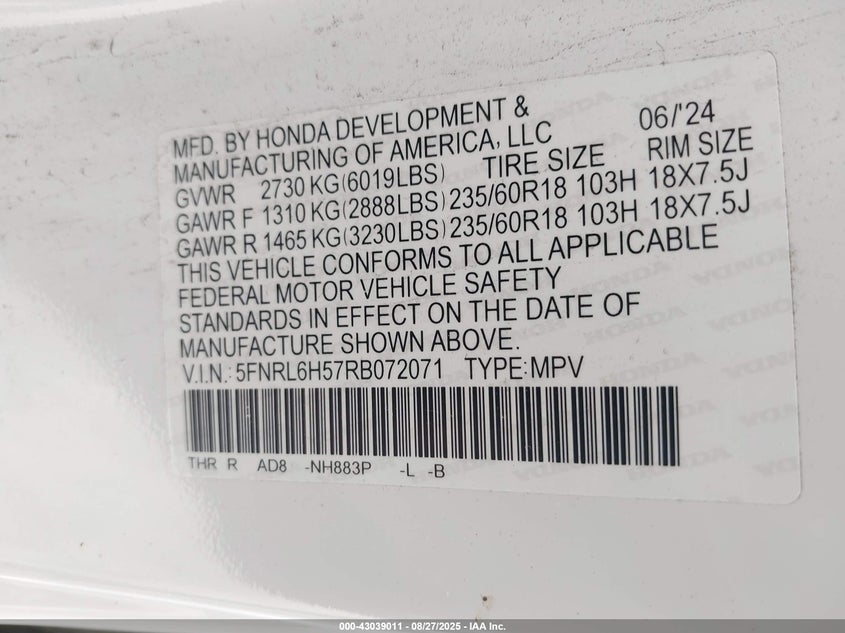 MFD. BY HONDA DEVELOPMENT & 06/'24
MANUFACTURING OF AMERICA, LLC
GVWR 2730 KG(6019LBS) TIRE SIZE RIM SIZE
GAWR F 1310 KG(2888LBS) 235/60R18 103H 18X7.5J
GAWR R 1465 KG(3230LBS) 235/60R18 103H 18X7.5J
THIS VEHICLE CONFORMS TO ALL APPLICABLE
FEDERAL MOTOR VEHICLE SAFETY
STANDARDS IN EFFECT ON THE DATE OF
MANUFACTURE SHOWN ABOVE.
V.I.N.:5FNRL6H57RB072071 TYPE:MPV
THR R AD8 -NH883P -L -B
000-43039011 - 08/27/2025 - IAA Inc.